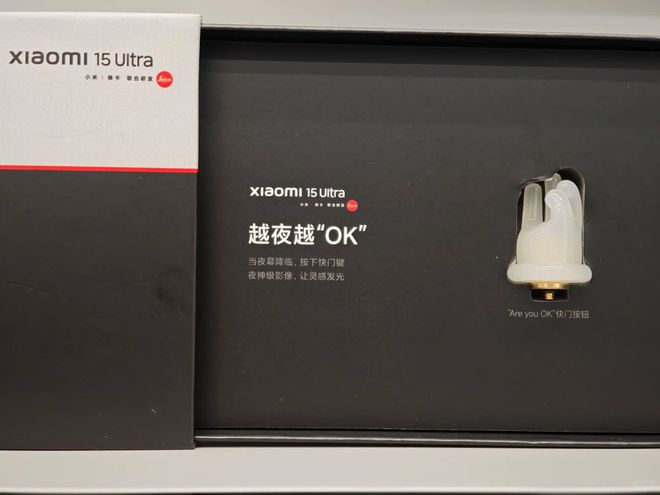 xiaomi 15 Ultra
小米 | 徕卡 联合研发 Leica
xiaomi 15 Ultra
小米 | 徕卡 联合研发 Leica
越夜越“OK”
当夜幕降临，按下快门键
夜神级影像，让灵感发光
“Are you OK”快门按钮